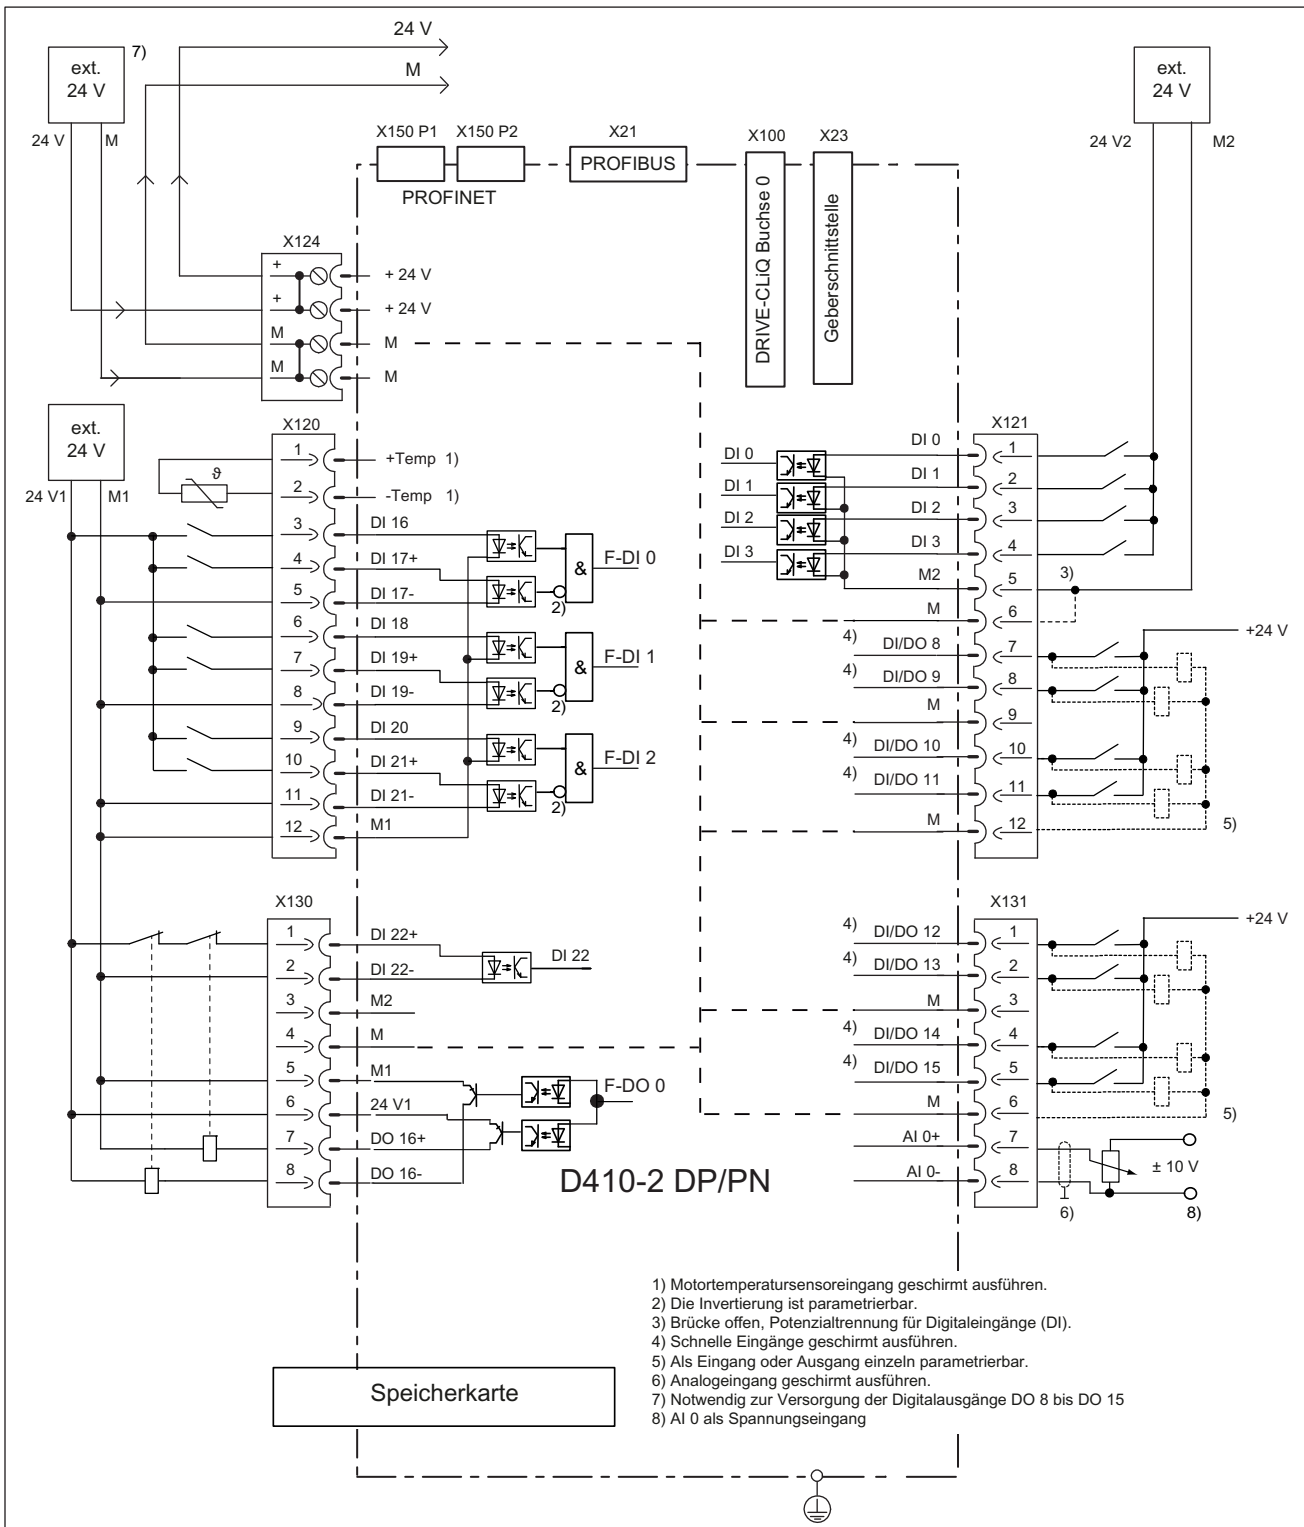 24 V
M
ext.
24 V
7)
24 V
M
X150 P1
X150 P2
PROFINET
X21
PROFIBUS
X100
DRIVE-CLiQ Buchse 0
X23
Geberschnittstelle
ext.
24 V
24 V2
M2
X124
+
+ 24 V
+
+ 24 V
M
M
M
M
ext.
24 V
24 V1
M1
X120
1
+Temp 1)
ϑ
2
-Temp 1)
3
DI 16
4
DI 17+
5
DI 17-
&
F-DI 0
2)
6
DI 18
7
DI 19+
8
DI 19-
&
F-DI 1
2)
9
DI 20
10
DI 21+
11
DI 21-
&
F-DI 2
2)
12
M1
X121
DI 0
DI 0
1
DI 1
DI 1
2
DI 2
DI 2
3
DI 3
DI 3
4
M2
5
3)
M
6
+24 V
4)
DI/DO 8
7
4)
DI/DO 9
8
M
9
4)
DI/DO 10
10
4)
DI/DO 11
11
M
12
5)
X130
1
DI 22+
DI 22
2
DI 22-
3
M2
4
M
5
M1
F-DO 0
6
24 V1
7
DO 16+
8
DO 16-
X131
+24 V
4)
DI/DO 12
1
4)
DI/DO 13
2
M
3
4)
DI/DO 14
4
4)
DI/DO 15
5
M
6
5)
AI 0+
7
± 10 V
AI 0-
8
6)
8)
D410-2 DP/PN
1) Motortemperatursensoreingang geschirmt ausführen.
2) Die Invertierung ist parametrierbar.
3) Brücke offen, Potenzialtrennung für Digitaleingänge (DI).
4) Schnelle Eingänge geschirmt ausführen.
5) Als Eingang oder Ausgang einzeln parametrierbar.
6) Analogeingang geschirmt ausführen.
7) Notwendig zur Versorgung der Digitalausgänge DO 8 bis DO 15
8) AI 0 als Spannungseingang
Speicherkarte